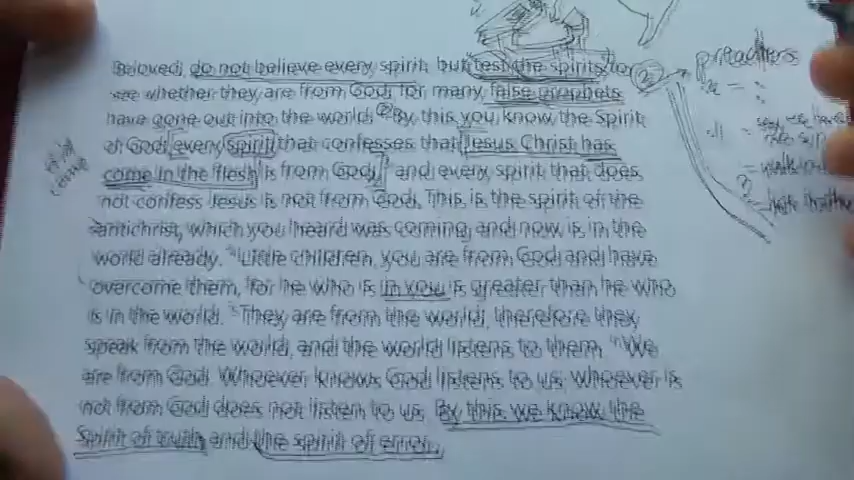 Beloved, do not believe every spirit, but test the spirits to
see whether they are from God, for many false prophets
have gone out into the world. ²By this you know the Spirit
of God: every spirit that confesses that Jesus Christ has
come in the flesh is from God, ³ and every spirit that does
not confess Jesus is not from God. This is the spirit of the
antichrist, which you heard was coming and now is in the
world already. ⁴Little children, you are from God and have
overcome them, for he who is in you is greater than he who
is in the world. ⁵They are from the world; therefore they
speak from the world, and the world listens to them. ⁶We
are from God. Whoever knows God listens to us; whoever is
not from God does not listen to us. By this we know the
Spirit of truth and the spirit of error.
②
preachers
come